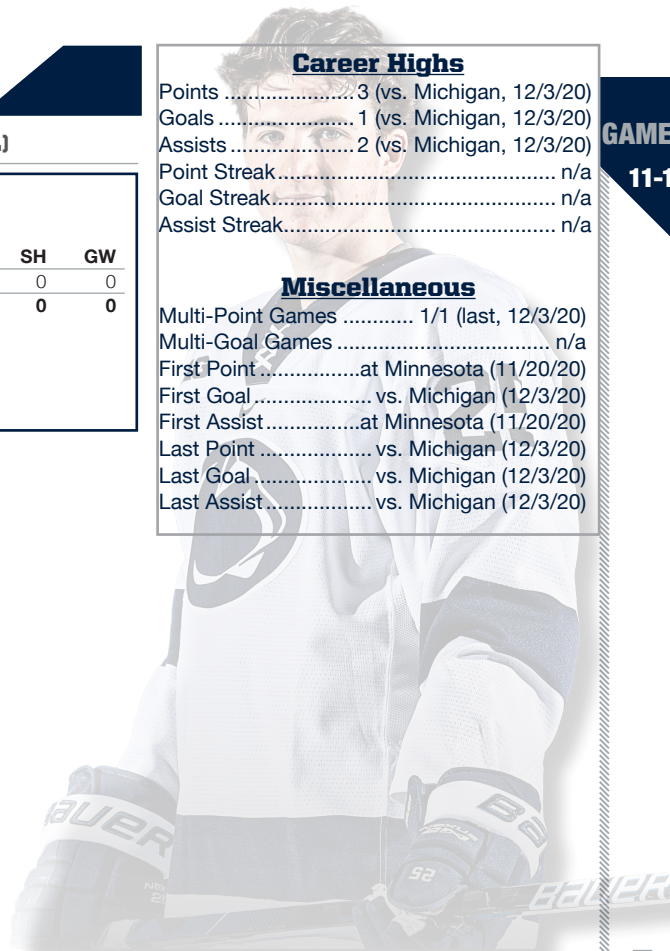 Career Highs
Points ......................3 (vs. Michigan, 12/3/20)
Goals .......................1 (vs. Michigan, 12/3/20)
Assists .....................2 (vs. Michigan, 12/3/20)
Point Streak............................................... n/a
Goal Streak................................................ n/a
Assist Streak.............................................. n/a
Miscellaneous
Multi-Point Games ............ 1/1 (last, 12/3/20)
Multi-Goal Games .................................... n/a
First Point .................at Minnesota (11/20/20)
First Goal..................... vs. Michigan (12/3/20)
First Assist................at Minnesota (11/20/20)
Last Point ................... vs. Michigan (12/3/20)
Last Goal .................... vs. Michigan (12/3/20)
Last Assist.................. vs. Michigan (12/3/20)
SH GW
0 0
0 0
GAME
11-1
BAUER
25
BAUER